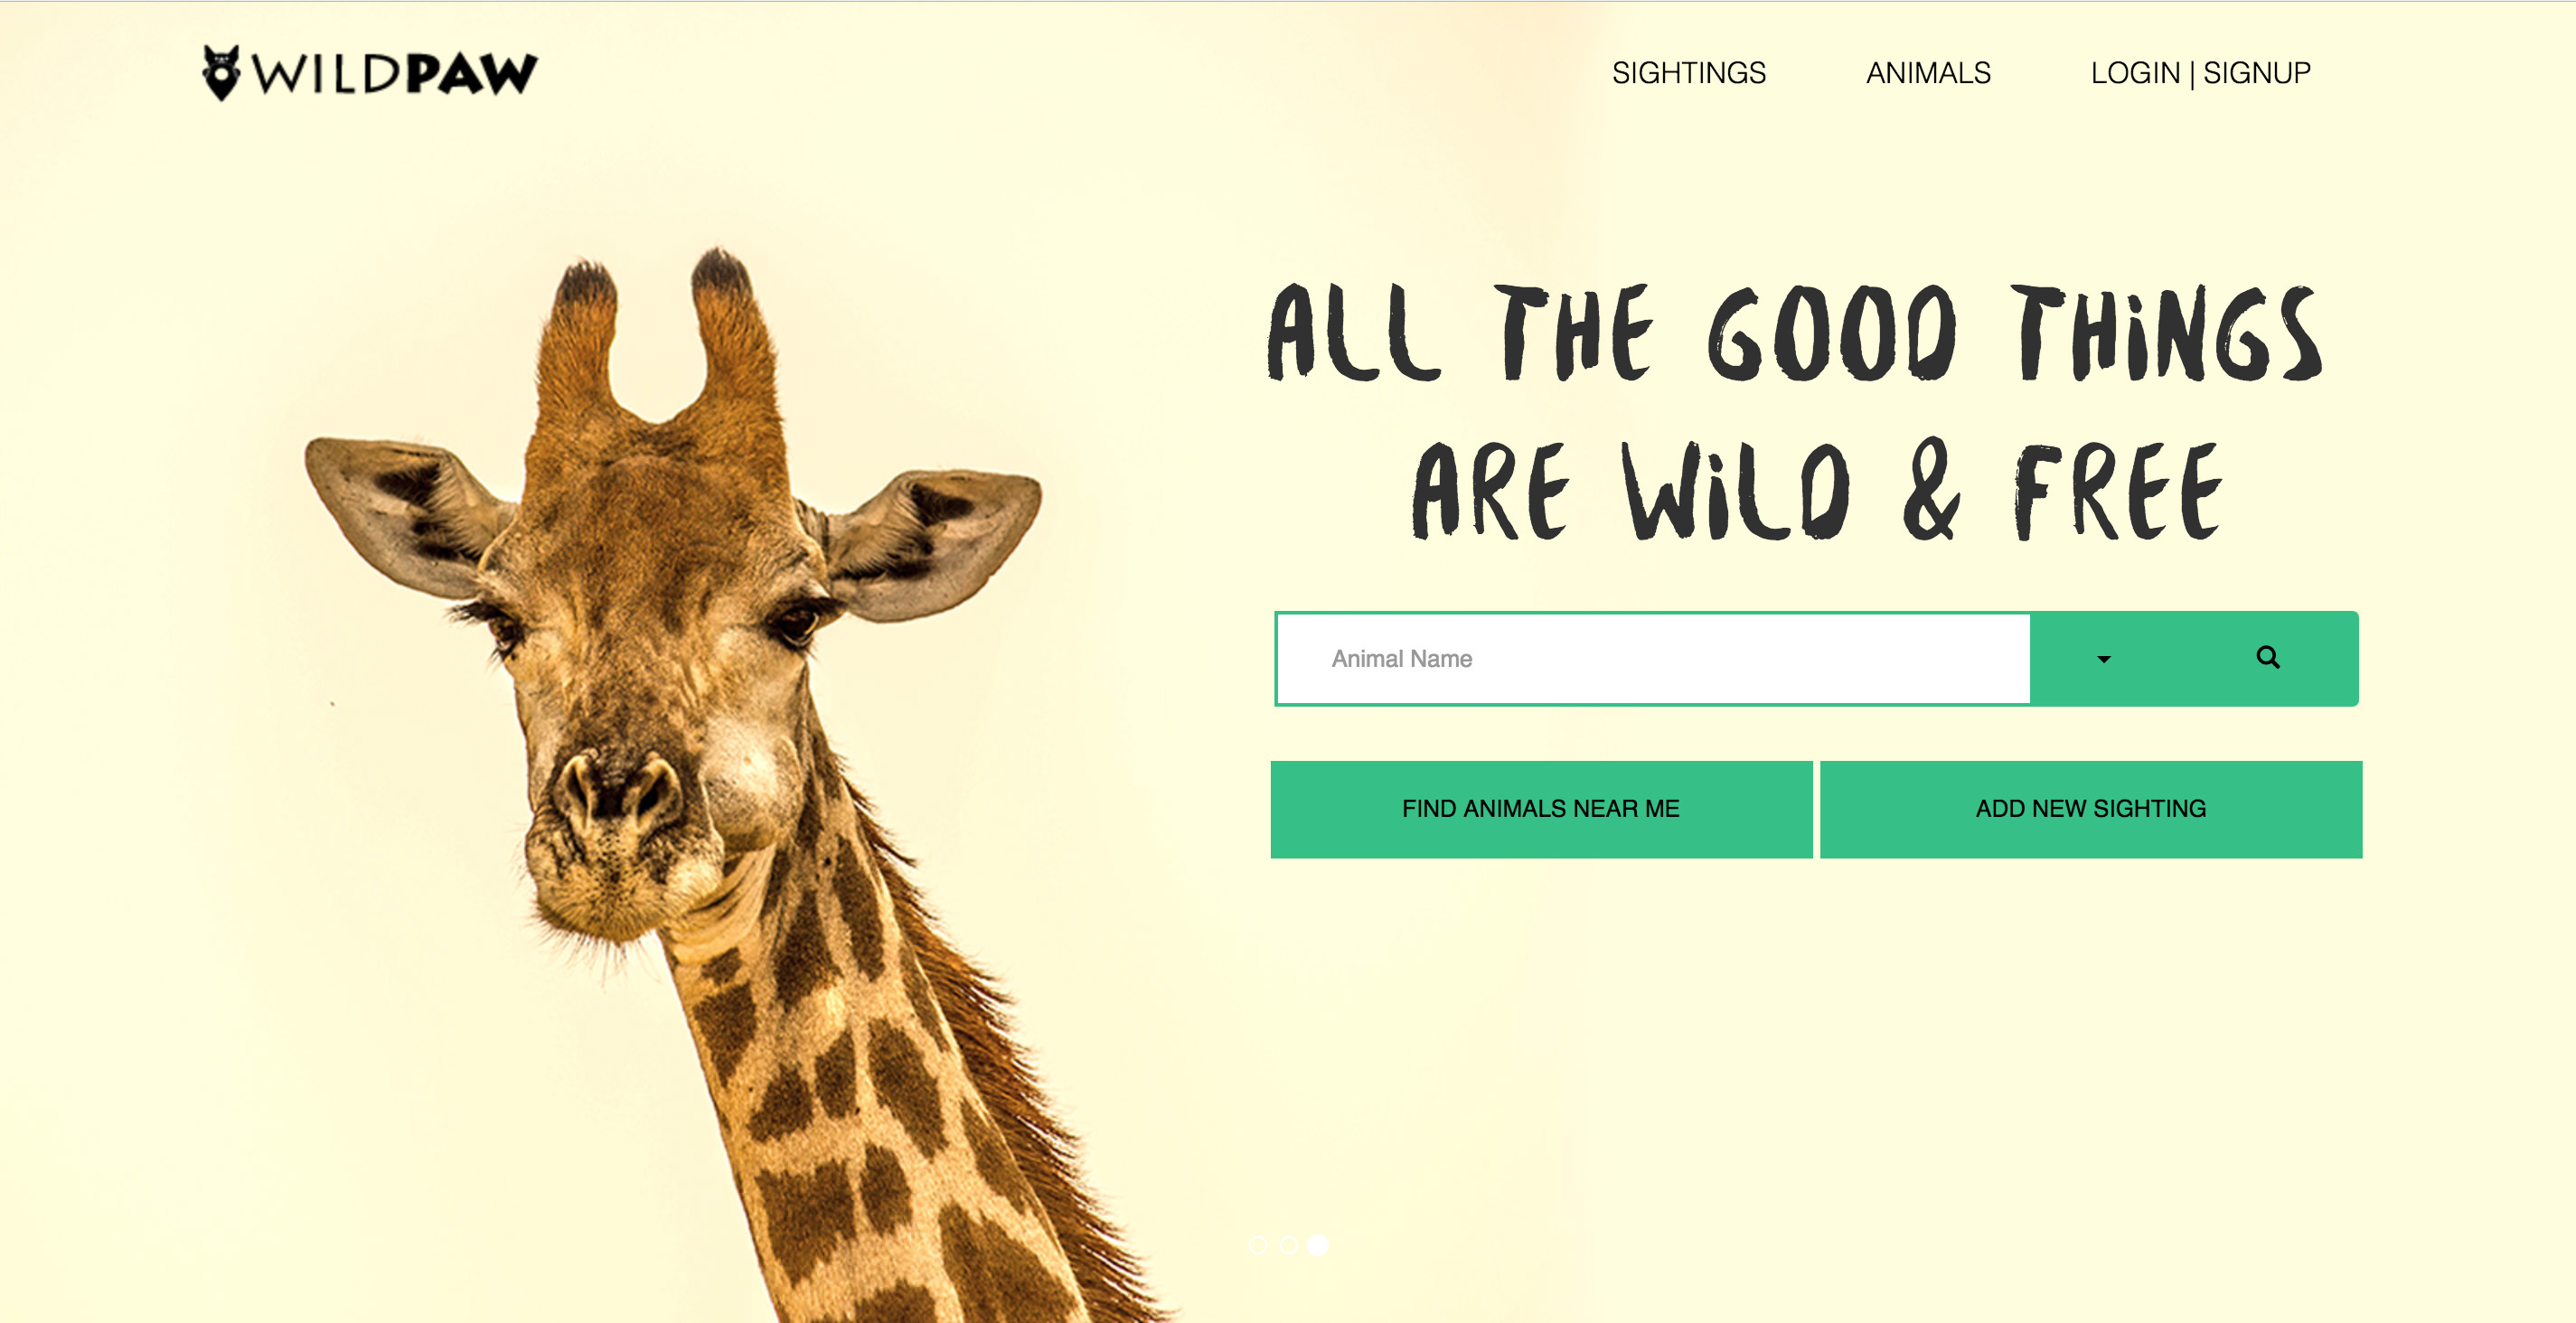 WILDPAW
SIGHTINGS
ANIMALS
LOGIN | SIGNUP
ALL THE GOOD THiNGS
ARE WiLD & FREE
Animal Name
FIND ANIMALS NEAR ME
ADD NEW SIGHTING